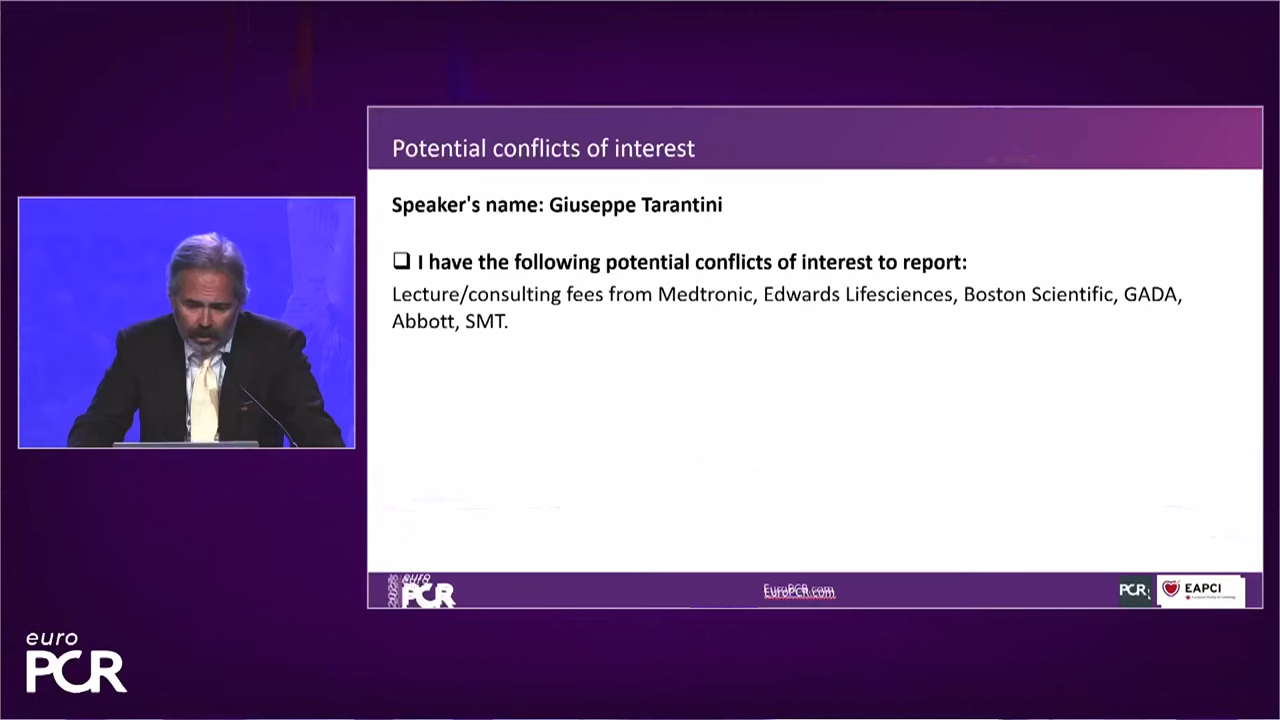 Potential conflicts of interest
Speaker's name: Giuseppe Tarantini
I have the following potential conflicts of interest to report:
Lecture/consulting fees from Medtronic, Edwards Lifesciences, Boston Scientific, GADA,
Abbott, SMT.
euro
PCR
EuroPCR.com
PCR
EAPCI
euro
PCR